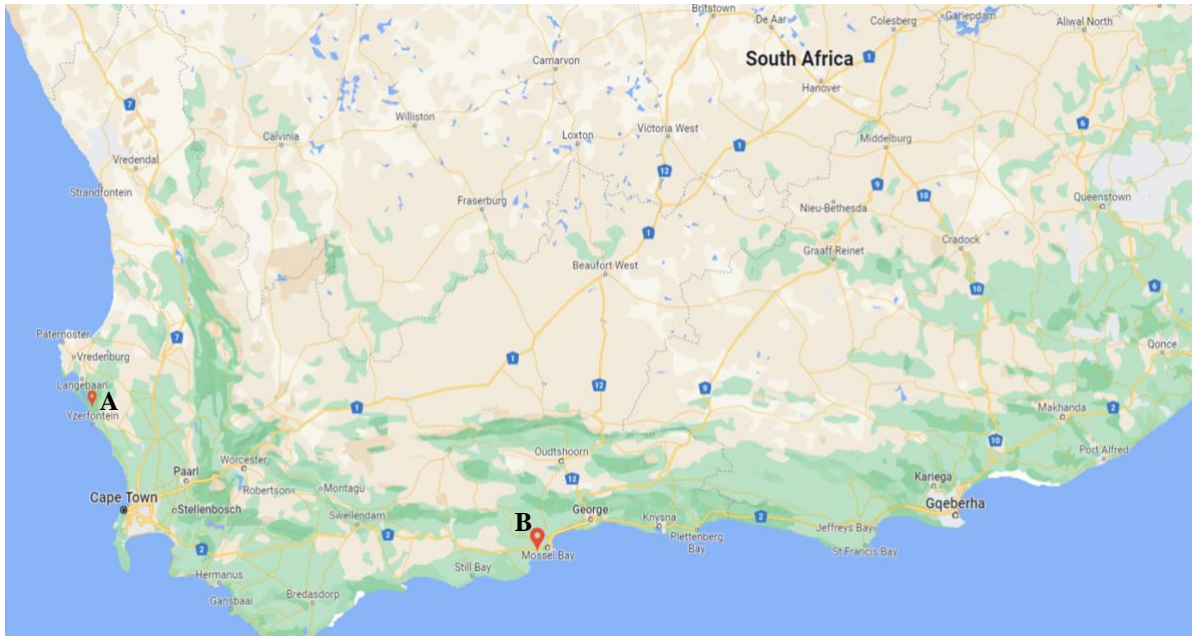 Britstown
De Aar
Colesberg
Gariepdam
Aliwal North
Carnarvon
South Africa
1
Hanover
7
Williston
Calvinia
Loxton
Victoria West
1
6
Middelburg
Vredendal
12
9
10
Strandfontein
Fraserburg
Nieu-Bethesda
Queenstown
1
Cradock
Graaff-Reinet
Beaufort West
10
6
Paternoster
7
Vredenburg
1
Qonce
Langebaan
12
9
A
1
Yzerfontein
Makhanda
2
10
Oudtshoorn
Port Alfred
Worcester
Paarl
12
Kariega
Robertson
Montagu
Cape Town
Stellenbosch
George
Gqeberha
Swellendam
B
Knysna
2
2
Jeffreys Bay
Plettenberg
Bay
2
Mossel Bay
St Francis Bay
Still Bay
Hermanus
Bredasdorp
Gansbaai